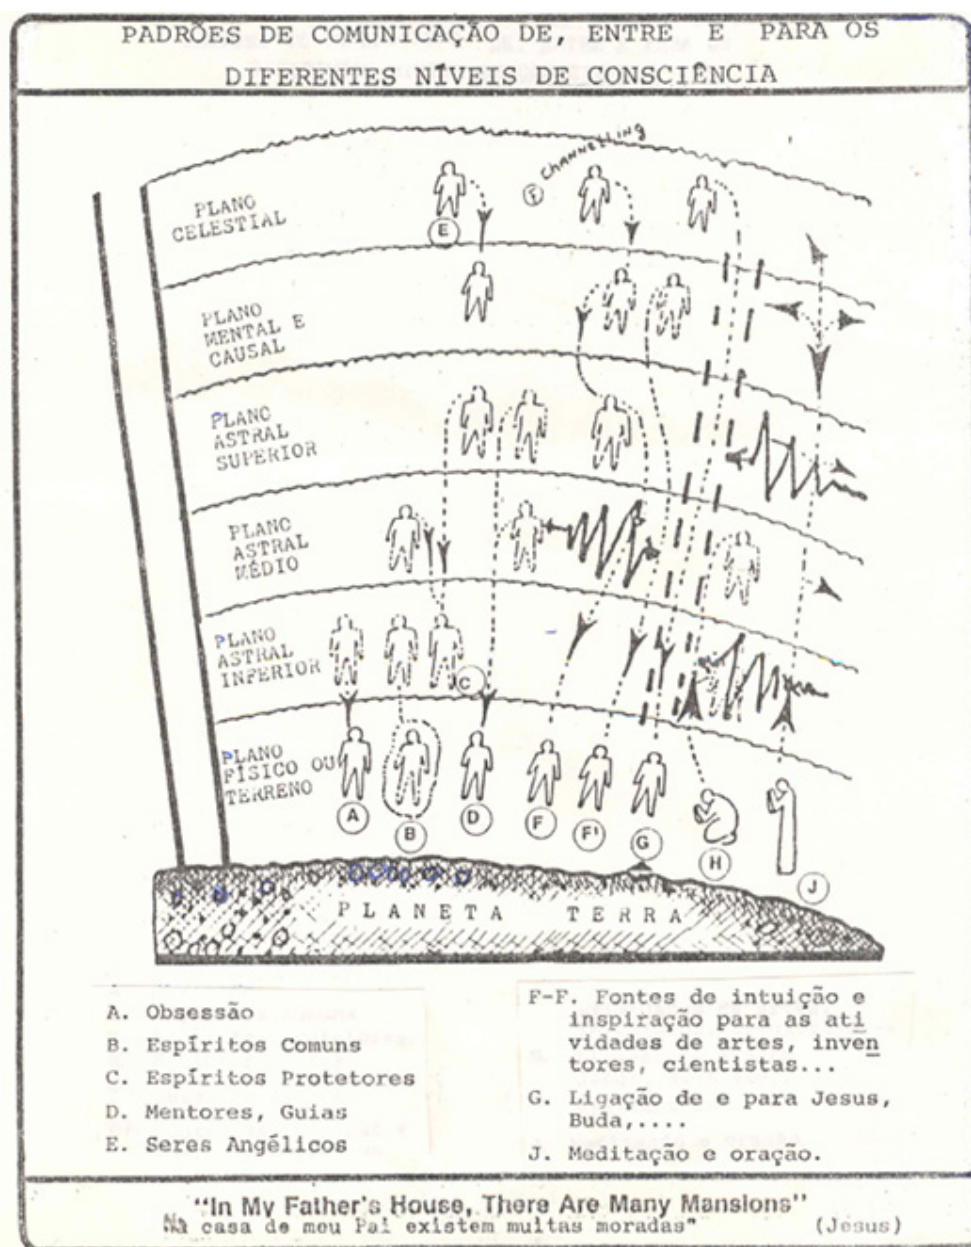 PADRÕES DE COMUNICAÇÃO DE, ENTRE E PARA OS
DIFERENTES NÍVEIS DE CONSCIÊNCIA
CHANNELLING
F
PLANO
CELESTIAL
E
PLANO
MENTAL E
CAUSAL
PLANO
ASTRAL
SUPERIOR
PLANO
ASTRAL
MÉDIO
PLANO
ASTRAL
INFERIOR
C
PLANO
FÍSICO OU
TERRENO
A
B
D
F
F'
G
H
J
PLANETA TERRA
A. Obsessão
B. Espíritos Comuns
C. Espíritos Protetores
D. Mentores, Guias
E. Seres Angélicos
F-F. Fontes de intuição e
inspiração para as ati
vidades de artes, inven
tores, cientistas...
G. Ligação de e para Jesus,
Buda,....
J. Meditação e oração.
"In My Father's House, There Are Many Mansions"
Na casa de meu Pai existem muitas moradas" (Jesus)